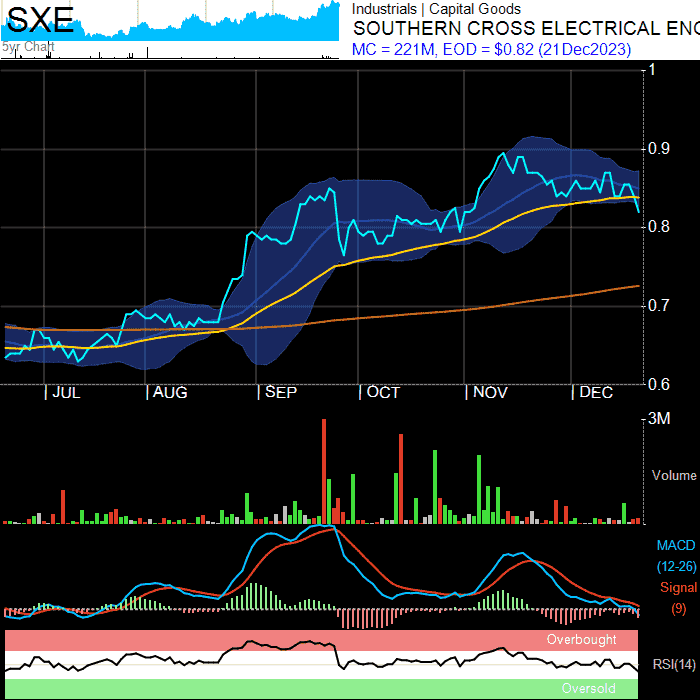 SXE
5yr Chart
Industrials | Capital Goods
SOUTHERN CROSS ELECTRICAL ENG
MC = 221M, EOD = $0.82 (21Dec2023)
1
0.9
0.8
0.7
0.6
JUL AUG SEP OCT NOV DEC
3M
Volume
MACD
(12-26)
Signal
(9)
Overbought
RSI(14)
Oversold